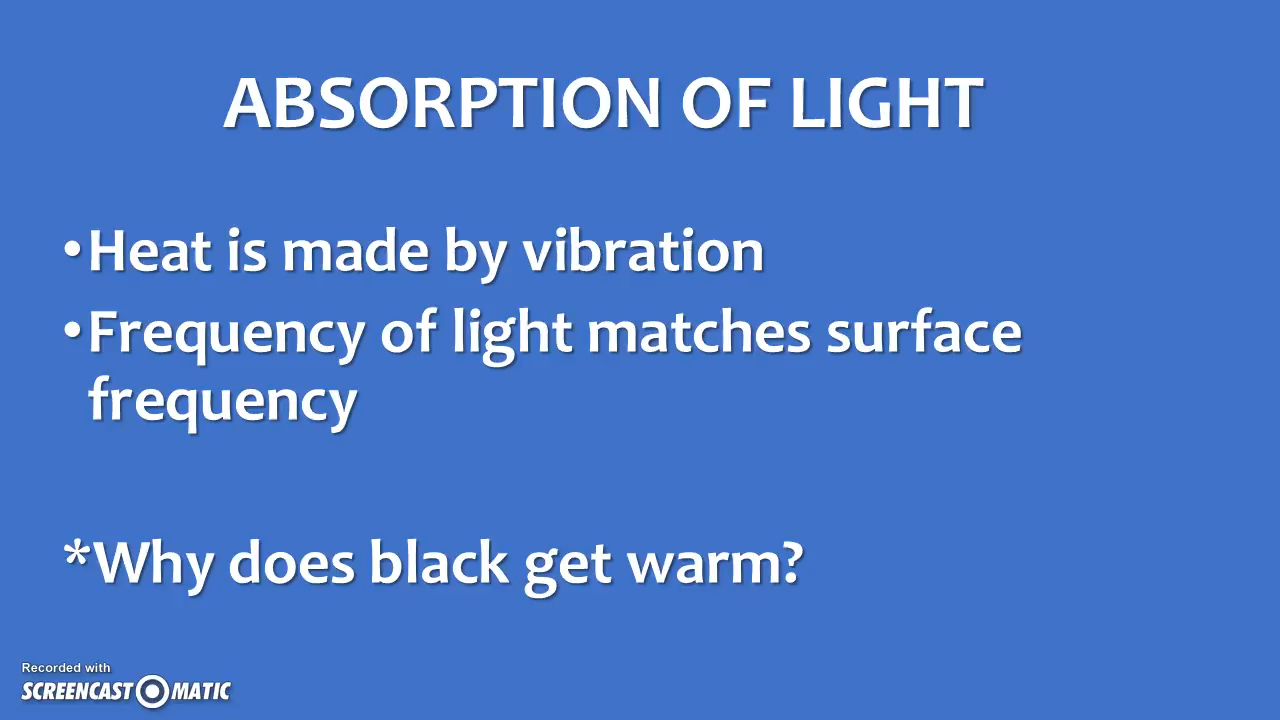 ABSORPTION OF LIGHT
•Heat is made by vibration
•Frequency of light matches surface
frequency
*Why does black get warm?
Recorded with
SCREENCAST MATIC